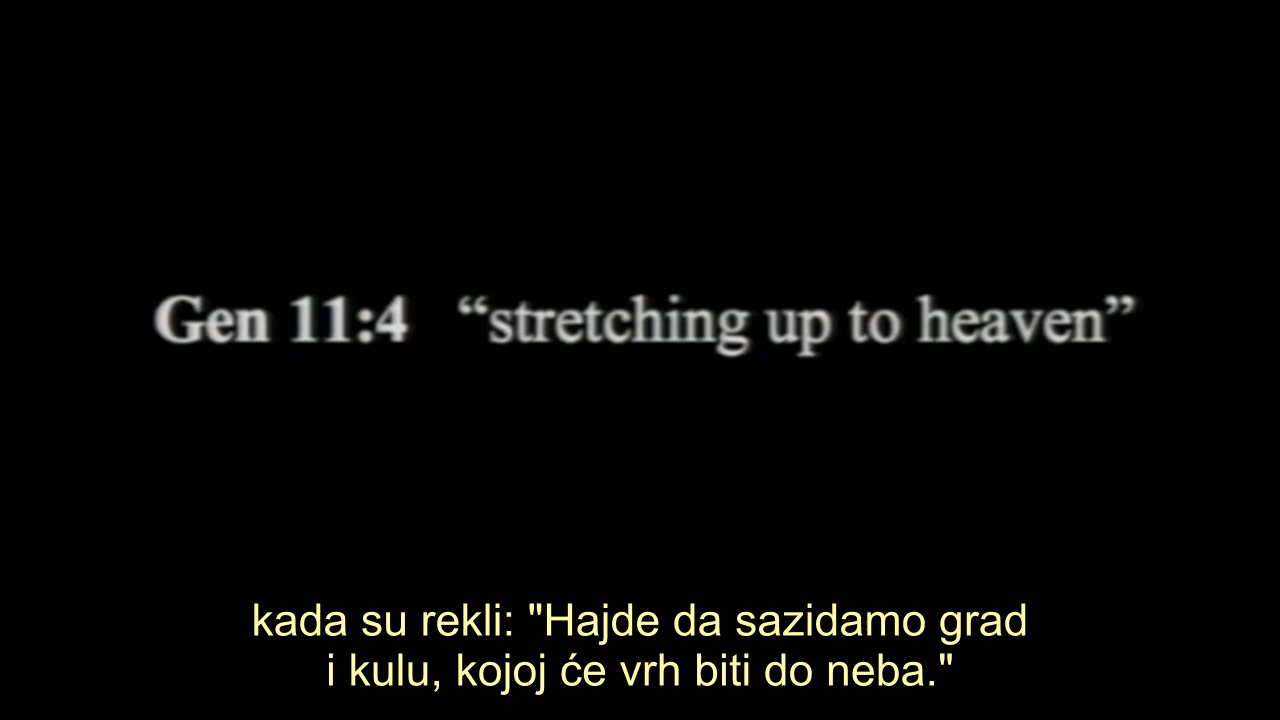 Gen 11:4 “stretching up to heaven”
kada su rekli: "Hajde da sazidamo grad
i kulu, kojoj će vrh biti do neba."